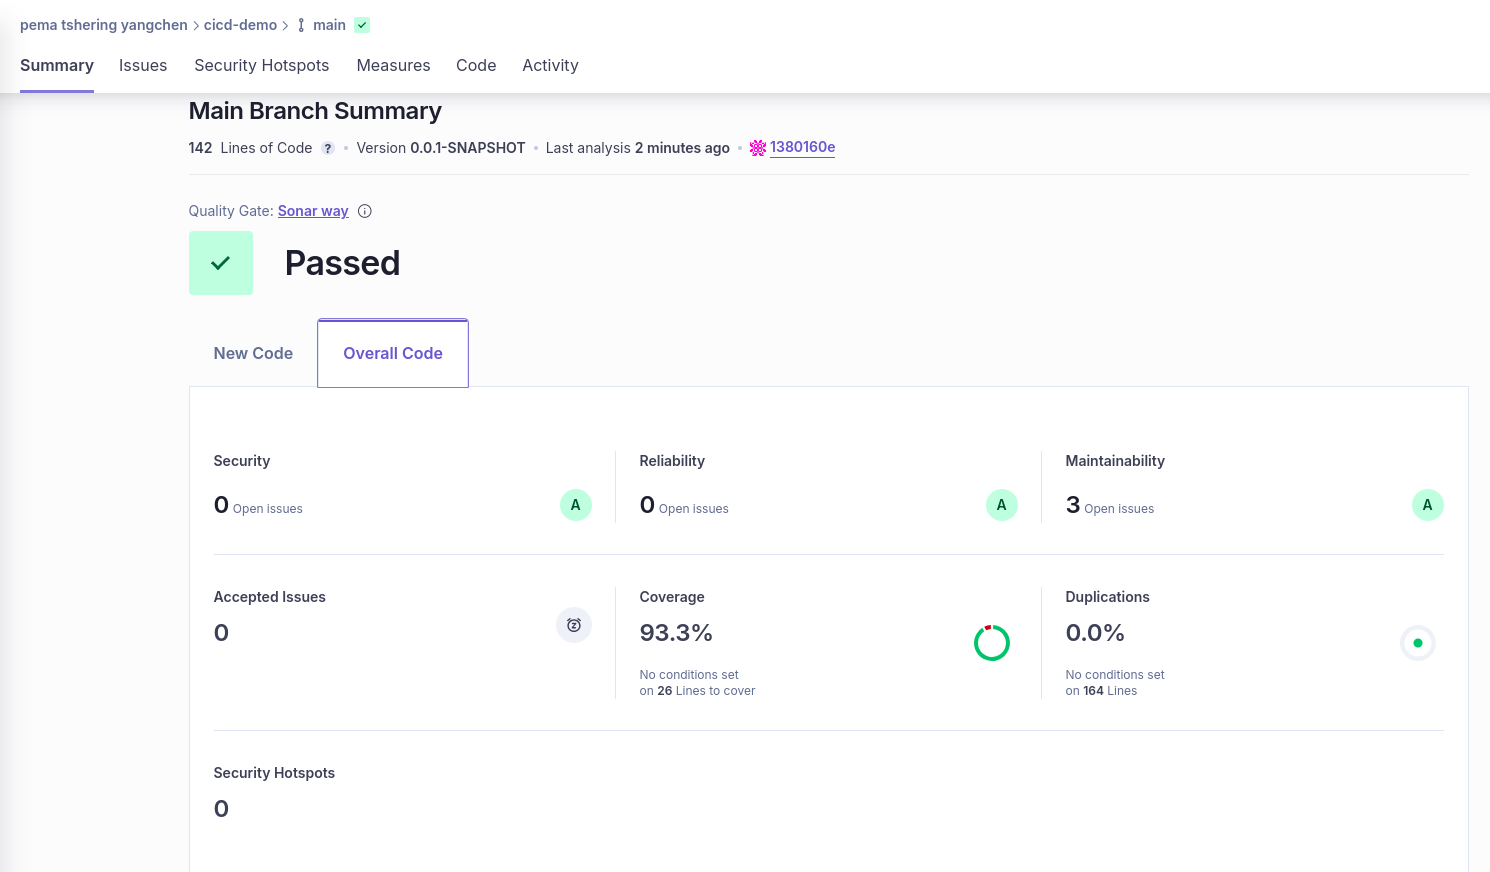 pema tshering yangchen > cicd-demo > main
Summary Issues Security Hotspots Measures Code Activity
Main Branch Summary
142 Lines of Code ? • Version 0.0.1-SNAPSHOT • Last analysis 2 minutes ago • 1380160e
Quality Gate: Sonar way
Passed
New Code Overall Code
Security
0 Open issues A
Reliability
0 Open issues A
Maintainability
3 Open issues A
Accepted Issues
0
Coverage
93.3%
No conditions set
on 26 Lines to cover
Duplications
0.0%
No conditions set
on 164 Lines
Security Hotspots
0